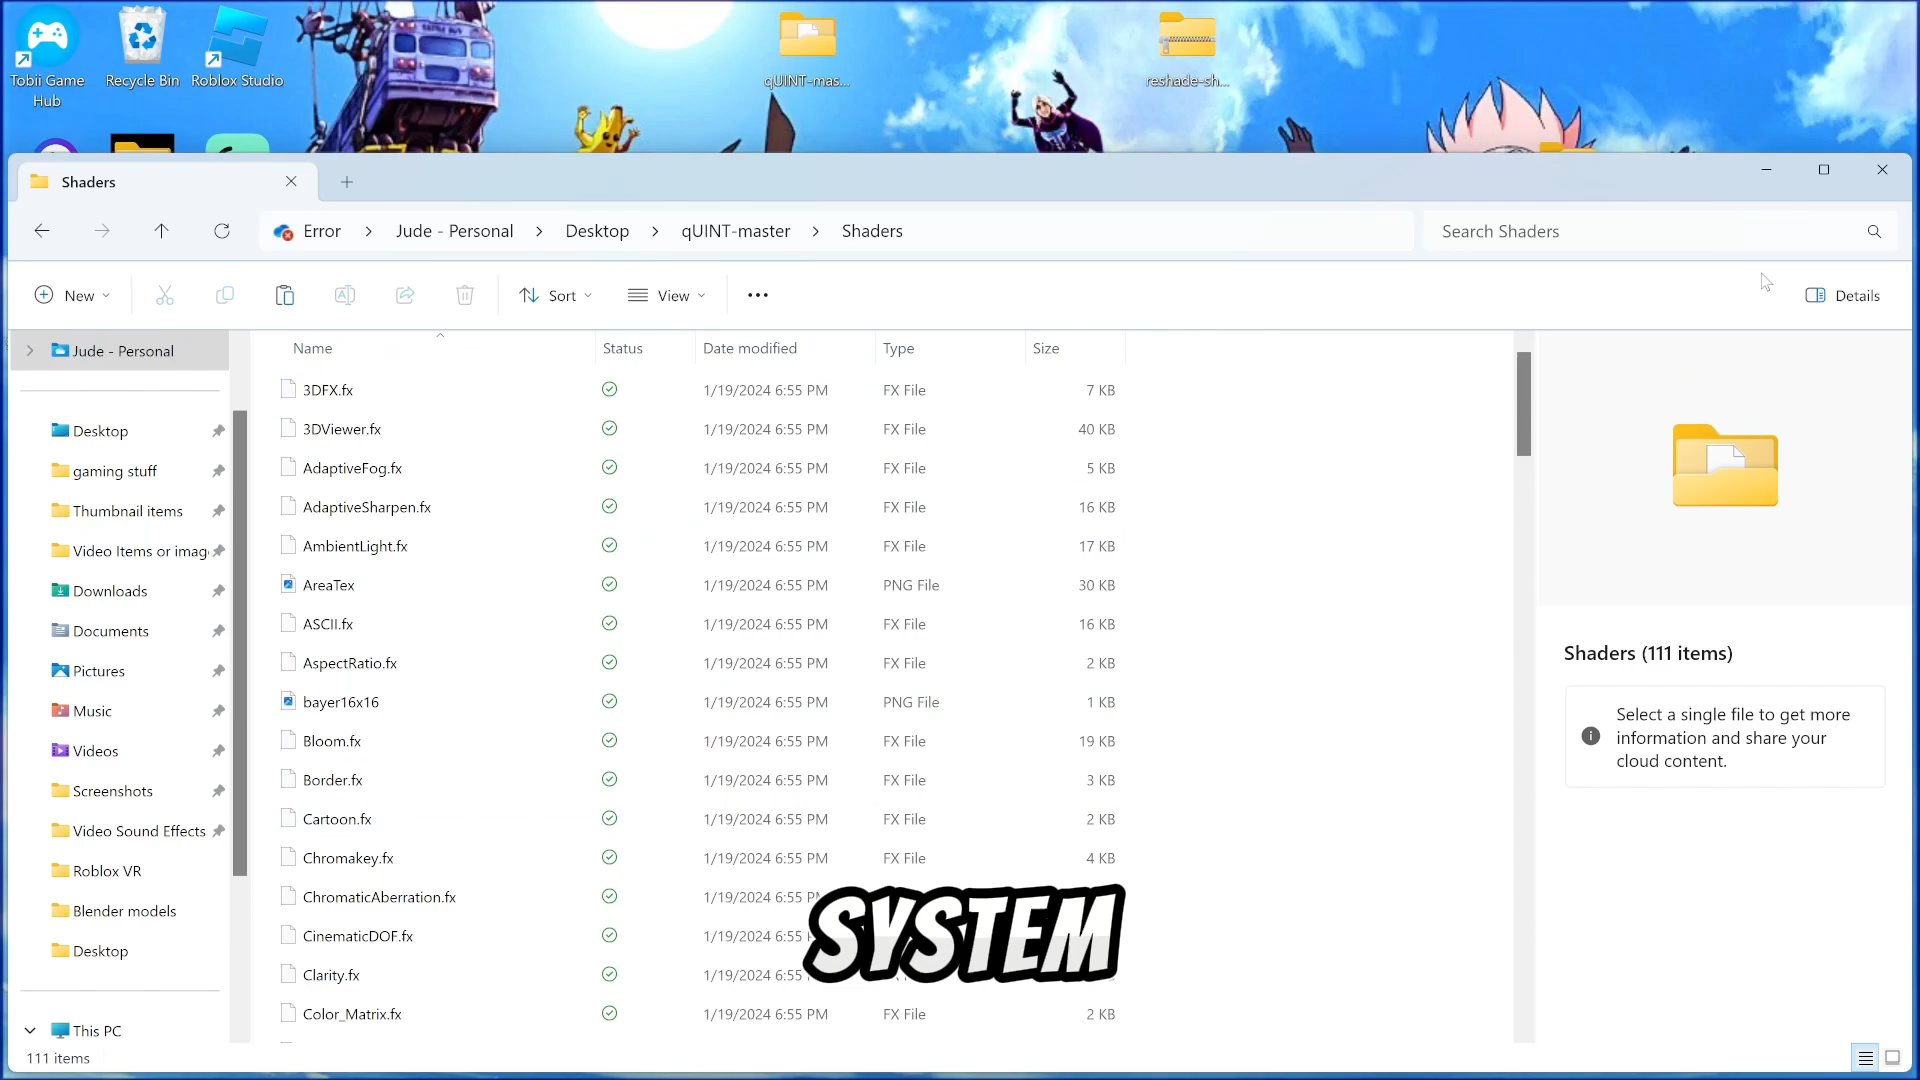 Tobii Game
Hub
Recycle Bin
Roblox Studio
qUINT-mas...
reshade-sh...
Shaders
Error > Jude - Personal > Desktop > qUINT-master > Shaders
Search Shaders
New
Sort
View
Details
Jude - Personal
Desktop
gaming stuff
Thumbnail items
Video Items or imag
Downloads
Documents
Pictures
Music
Videos
Screenshots
Video Sound Effects
Roblox VR
Blender models
Desktop
This PC
111 items
Name Status Date modified Type Size
3DFX.fx 1/19/2024 6:55 PM FX File 7 KB
3DViewer.fx 1/19/2024 6:55 PM FX File 40 KB
AdaptiveFog.fx 1/19/2024 6:55 PM FX File 5 KB
AdaptiveSharpen.fx 1/19/2024 6:55 PM FX File 16 KB
AmbientLight.fx 1/19/2024 6:55 PM FX File 17 KB
AreaTex 1/19/2024 6:55 PM PNG File 30 KB
ASCII.fx 1/19/2024 6:55 PM FX File 16 KB
AspectRatio.fx 1/19/2024 6:55 PM FX File 2 KB
bayer16x16 1/19/2024 6:55 PM PNG File 1 KB
Bloom.fx 1/19/2024 6:55 PM FX File 19 KB
Border.fx 1/19/2024 6:55 PM FX File 3 KB
Cartoon.fx 1/19/2024 6:55 PM FX File 2 KB
Chromakey.fx 1/19/2024 6:55 PM FX File 4 KB
ChromaticAberration.fx 1/19/2024
CinematicDOF.fx 1/19/2024
Clarity.fx 1/19/2024
Color_Matrix.fx 1/19/2024 6:55 PM FX File 2 KB
SYSTEM
Shaders (111 items)
Select a single file to get more
information and share your
cloud content.